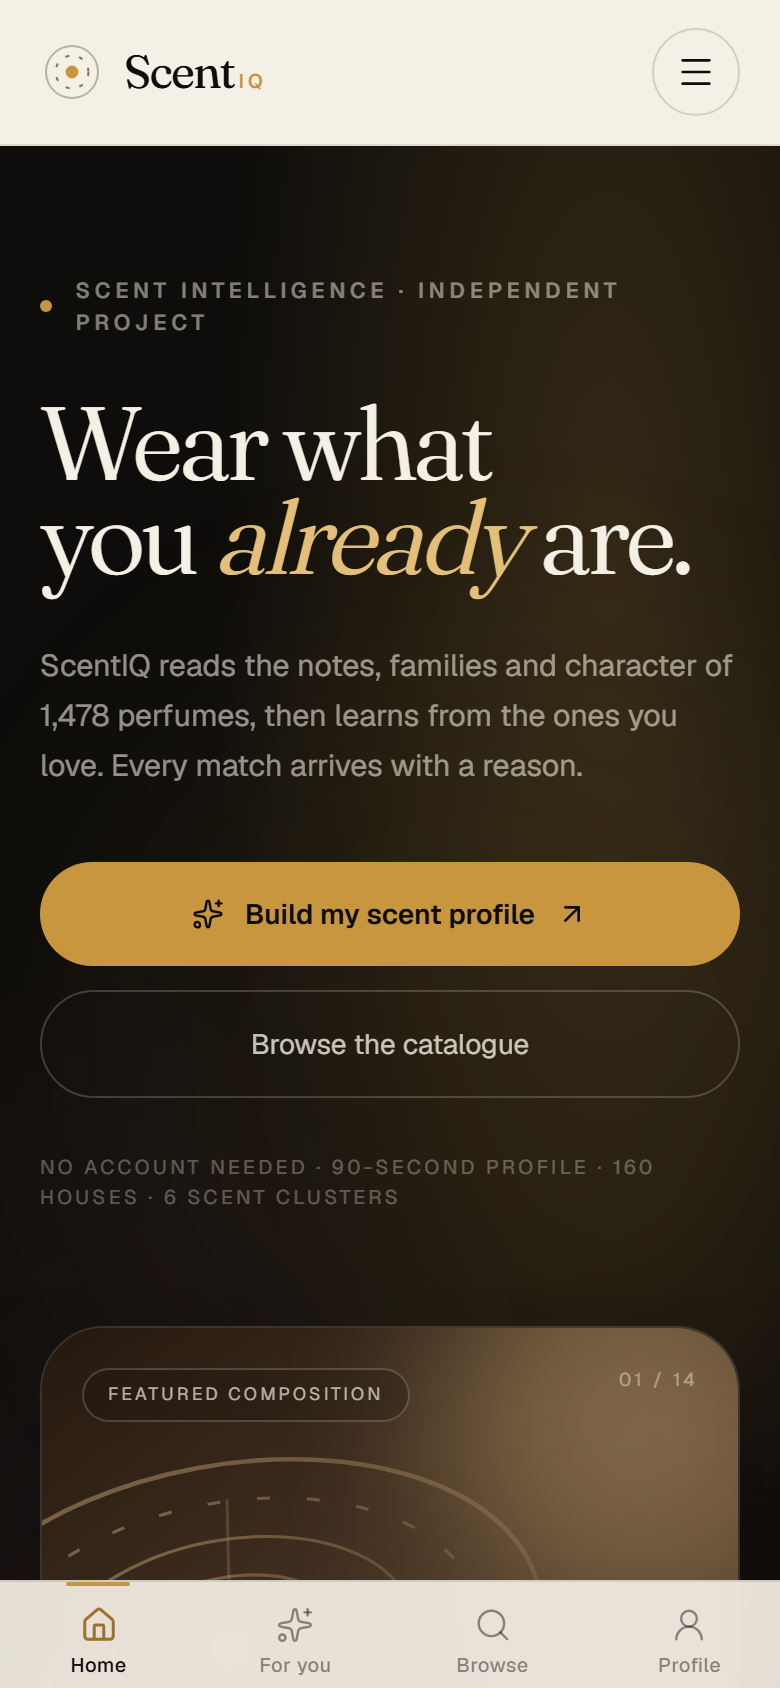 Scent IQ
SCENT INTELLIGENCE · INDEPENDENT
PROJECT
Wear what
you already are.
ScentIQ reads the notes, families and character of
1,478 perfumes, then learns from the ones you
love. Every match arrives with a reason.
Build my scent profile
Browse the catalogue
NO ACCOUNT NEEDED · 90-SECOND PROFILE · 160
HOUSES · 6 SCENT CLUSTERS
FEATURED COMPOSITION
01 / 14
Home
For you
Browse
Profile